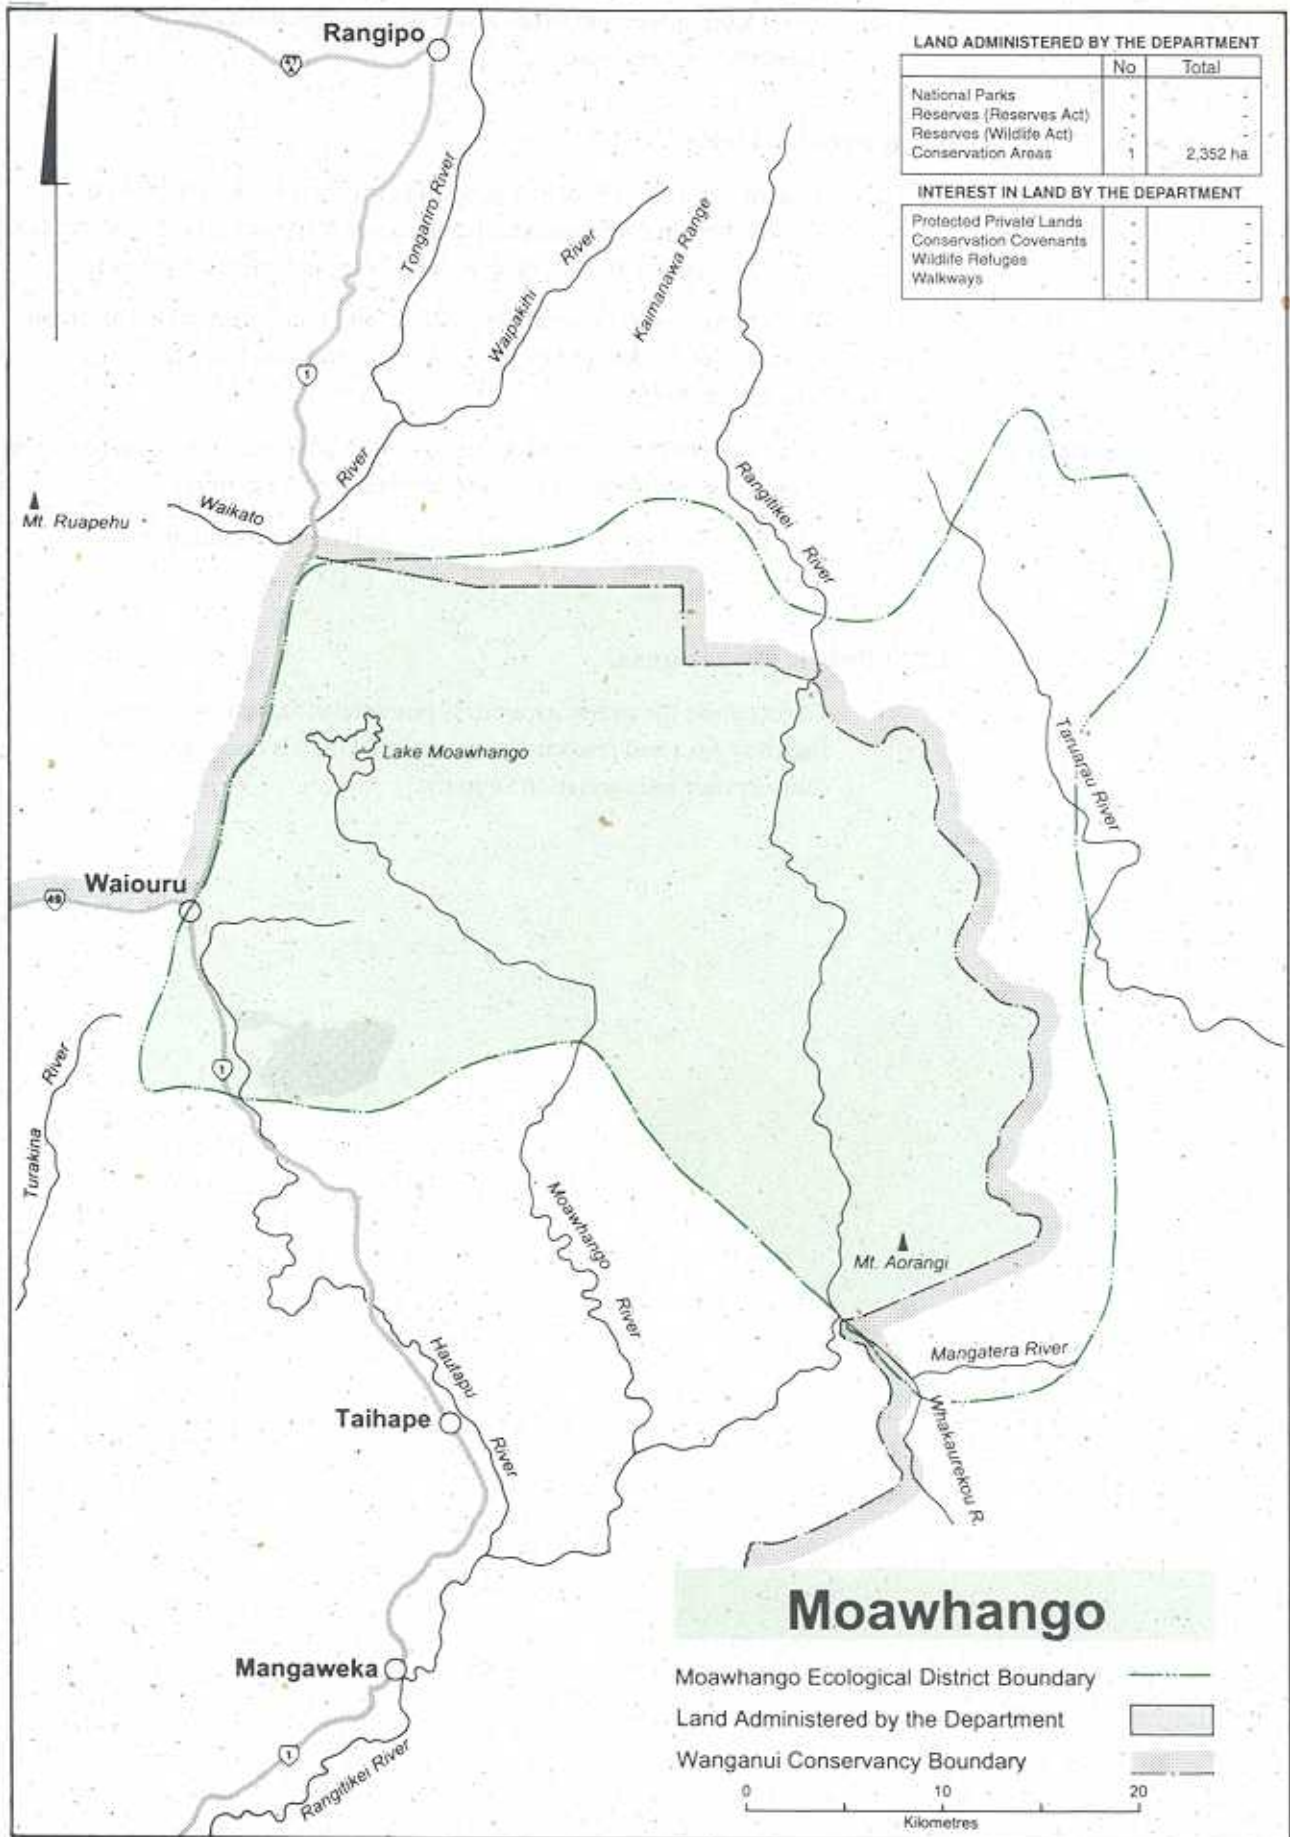 Rangipo
47
A
LAND ADMINISTERED BY THE DEPARTMENT
No Total
National Parks - -
Reserves (Reserves Act) - -
Reserves (Wildlife Act) - -
Conservation Areas 1 2,352 ha
INTEREST IN LAND BY THE DEPARTMENT
Protected Private Lands - -
Conservation Covenants - -
Wildlife Refuges - -
Walkways - -
Tongariro River
Waipakihi River
Kaimanawa Range
1
Mt. Ruapehu
Waikato River
Rangitikei River
Lake Moawhango
Taruarau River
Waiouru
49
1
Turakina River
Moawhango River
Mt. Aorangi
Mangatera River
Whakaurekou R.
Hautapu River
Taihape
Mangaweka
1
Rangitikei River
Moawhango
Moawhango Ecological District Boundary
Land Administered by the Department
Wanganui Conservancy Boundary
0 10 20
Kilometres